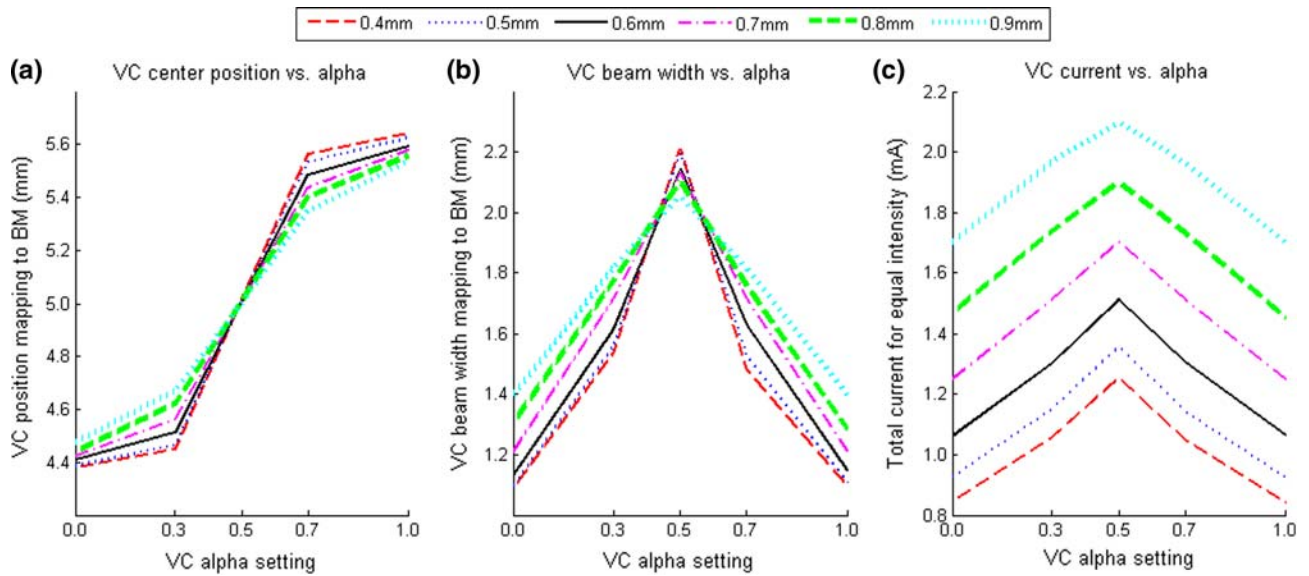 0.4mm 0.5mm 0.6mm 0.7mm 0.8mm 0.9mm
(a) VC center position vs. alpha
VC position mapping to BM (mm)
5.6
5.4
5.2
5.0
4.8
4.6
4.4
0.0 0.3 0.5 0.7 1.0
VC alpha setting
(b) VC beam width vs. alpha
VC beam width mapping to BM (mm)
2.2
2.0
1.8
1.6
1.4
1.2
0.0 0.3 0.5 0.7 1.0
VC alpha setting
(c) VC current vs. alpha
Total current for equal intensity (mA)
2.2
2.0
1.8
1.6
1.4
1.2
1.0
0.8
0.0 0.3 0.5 0.7 1.0
VC alpha setting